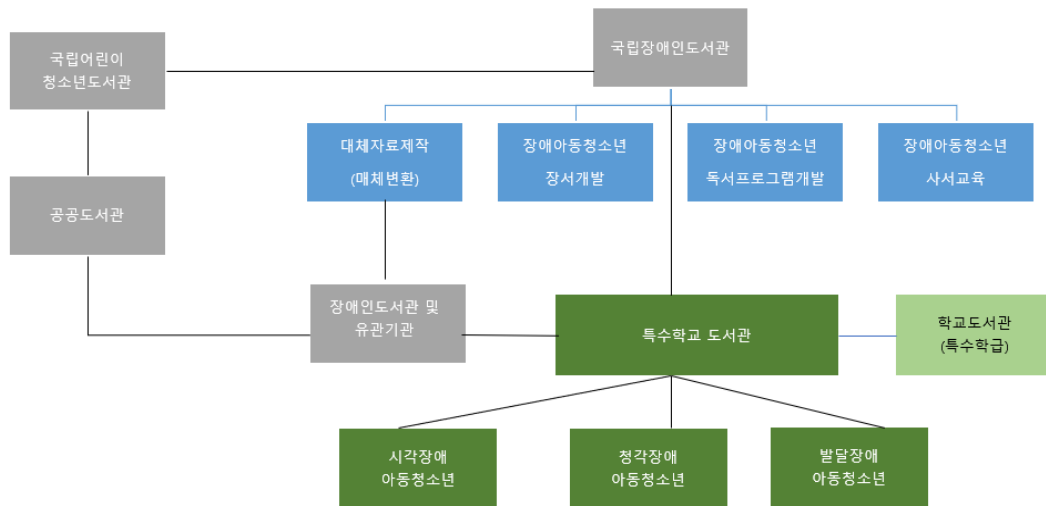 국립어린이
청소년도서관
국립장애인도서관
대체자료제작
(매체변환)
장애아동청소년
장서개발
장애아동청소년
독서프로그램개발
장애아동청소년
사서교육
공공도서관
장애인도서관 및
유관기관
특수학교 도서관
학교도서관
(특수학급)
시각장애
아동청소년
청각장애
아동청소년
발달장애
아동청소년